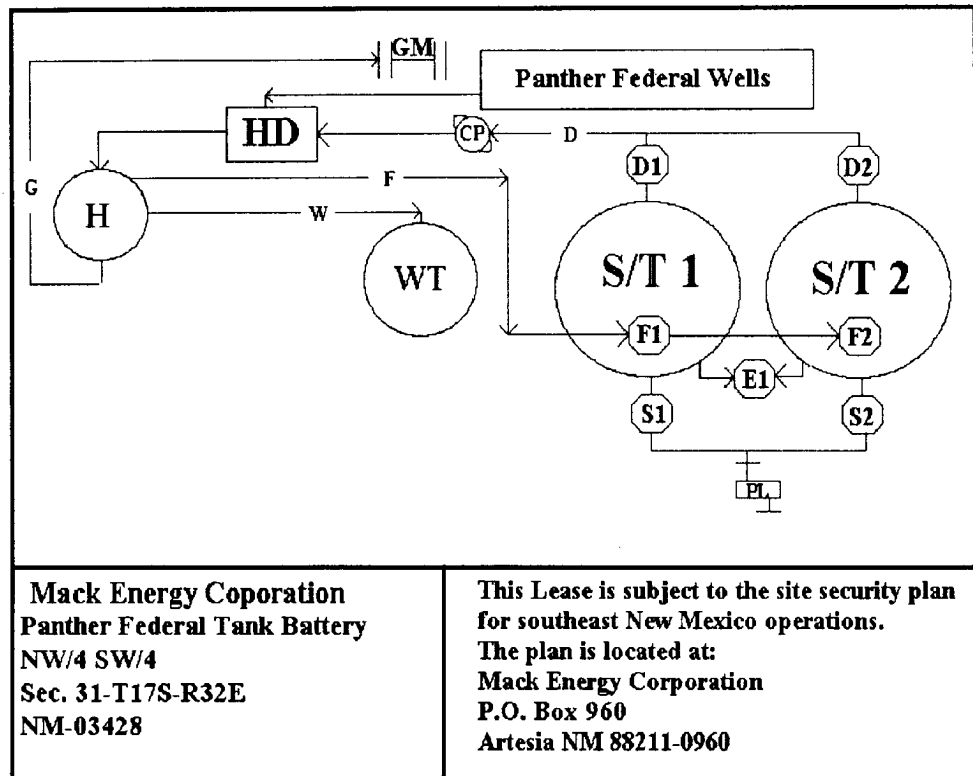 GM
Panther Federal Wells
HD
CP
D
D1
D2
G
H
F
W
WT
S/T 1
S/T 2
F1
F2
E1
S1
S2
PL
Mack Energy Coporation
Panther Federal Tank Battery
NW/4 SW/4
Sec. 31-T17S-R32E
NM-03428
This Lease is subject to the site security plan
for southeast New Mexico operations.
The plan is located at:
Mack Energy Corporation
P.O. Box 960
Artesia NM 88211-0960